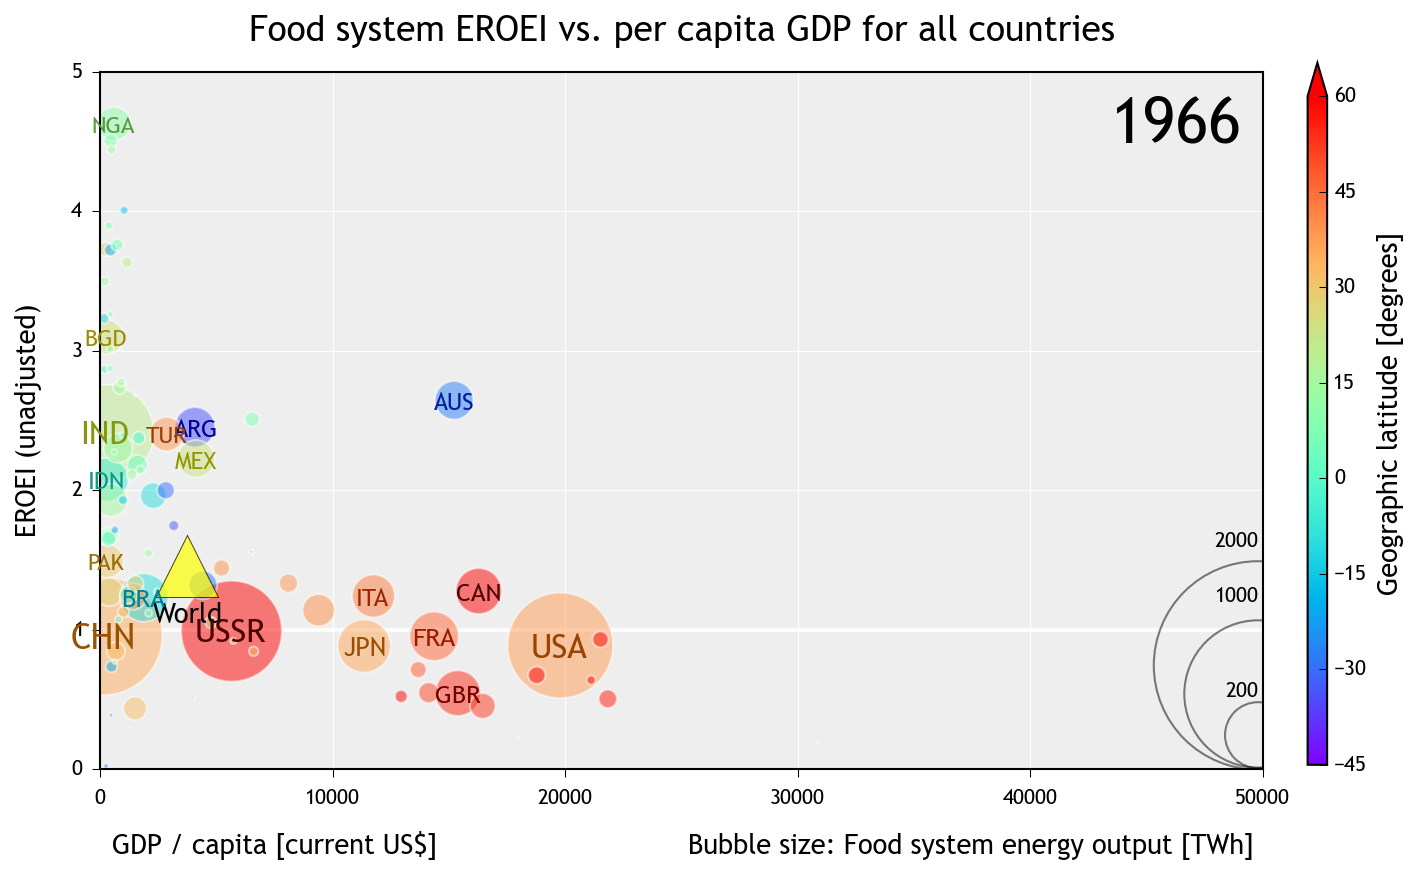 Food system EROEI vs. per capita GDP for all countries
1966
5
4
3
2
1
0
EROEI (unadjusted)
NGA
BGD
AUS
IND
TUR
ARG
MEX
IDN
PAK
BRA
World
ITA
CAN
CHN
USSR
JPN
FRA
USA
GBR
2000
1000
200
0
10000
20000
30000
40000
50000
GDP / capita [current US$]
Bubble size: Food system energy output [TWh]
60
45
30
15
0
−15
−30
−45
Geographic latitude [degrees]